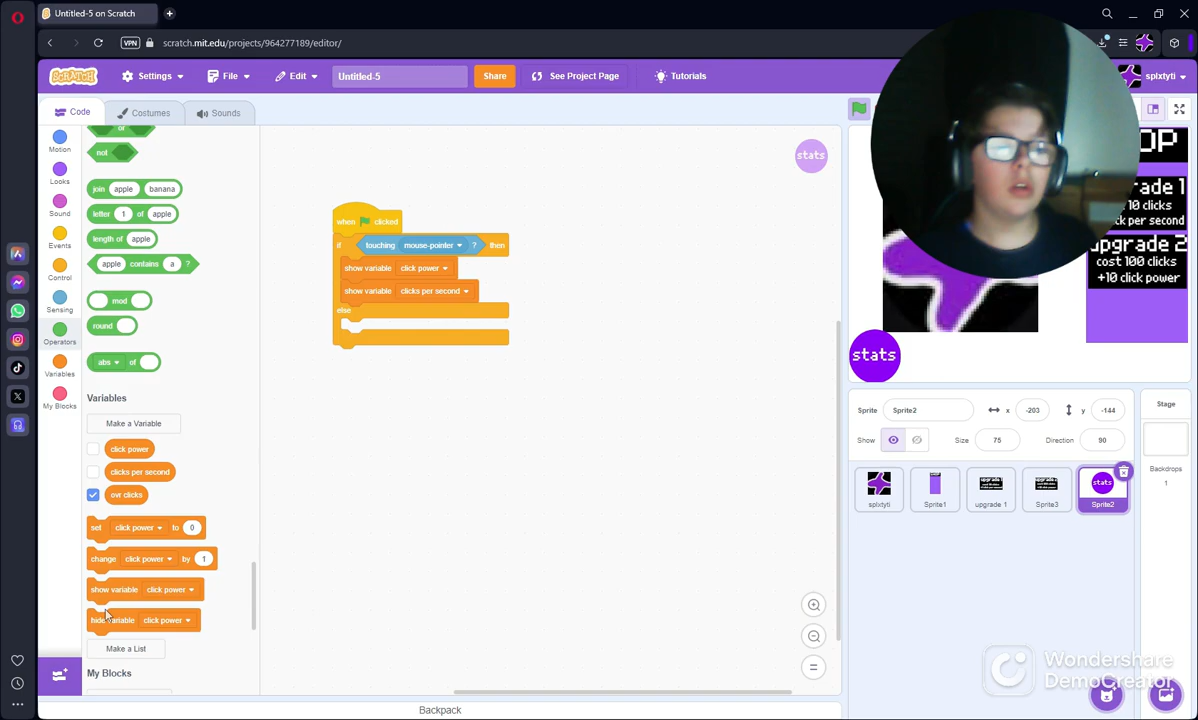 Untitled-5 on Scratch
VPN
scratch.mit.edu/projects/964277189/editor/
SCRATCH
Settings
File
Edit
Untitled-5
Share
See Project Page
Tutorials
splxtyti
Code
Costumes
Sounds
Motion
Looks
Sound
Events
Control
Sensing
Operators
Variables
My Blocks
or
not
join apple banana
letter 1 of apple
length of apple
apple contains a ?
mod
round
abs of
Variables
Make a Variable
click power
clicks per second
ovr clicks
set click power to 0
change click power by 1
show variable click power
hide variable click power
Make a List
My Blocks
when clicked
if touching mouse-pointer ? then
show variable click power
show variable clicks per second
else
stats
Backpack
OP
grade 1
10 clicks
ck per second
upgrade 2
cost 100 clicks
+10 click power
stats
Sprite
Sprite2
x
-203
y
-144
Show
Size
75
Direction
90
splxtyti
Sprite1
upgrade 1
Sprite3
stats
Sprite2
Stage
Backdrops
1
Wondershare
DemoCreator